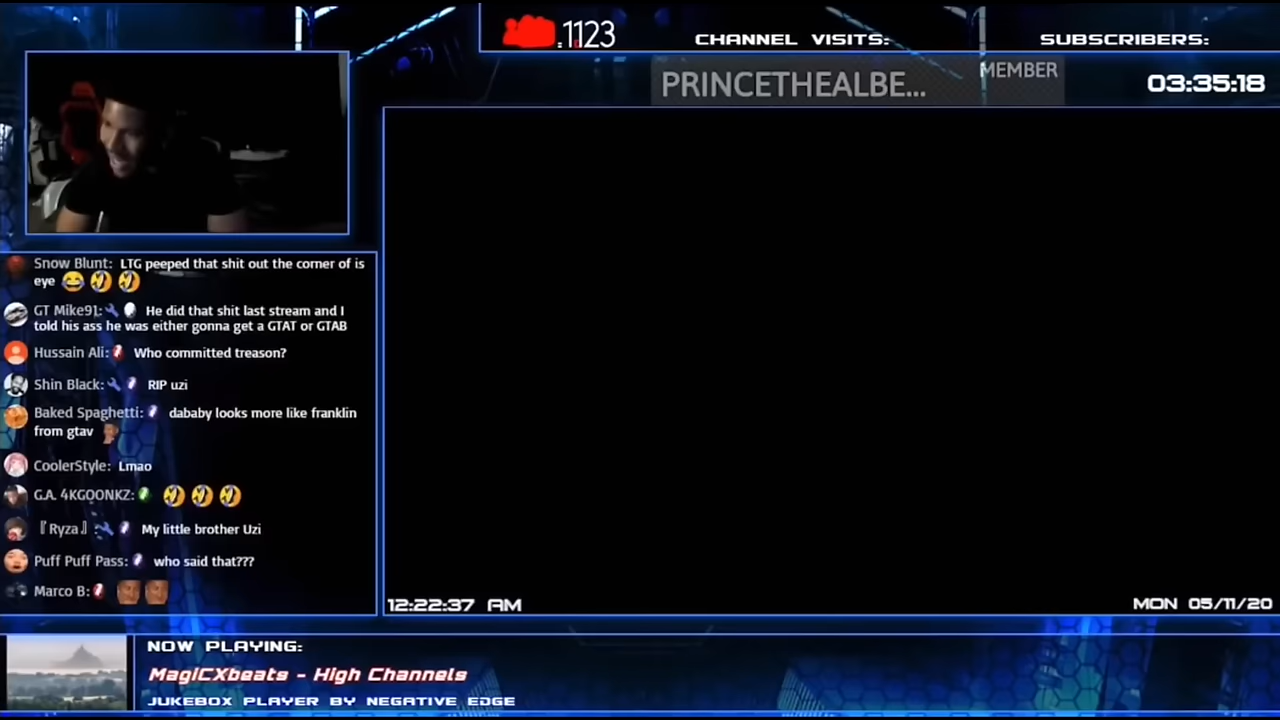 .1123
CHANNEL VISITS:
SUBSCRIBERS:
PRINCETHEALBE...
MEMBER
03:35:18
Snow Blunt: LTG peeped that shit out the corner of is
eye 😂 🤣 🤣
GT Mike91: He did that shit last stream and I
told his ass he was either gonna get a GTAT or GTAB
Hussain Ali: Who committed treason?
Shin Black: RIP uzi
Baked Spaghetti: dababy looks more like franklin
from gtav
CoolerStyle: Lmao
G.A. 4KGOONKZ: 🤣 🤣 🤣
『Ryza』: My little brother Uzi
Puff Puff Pass: who said that???
Marco B:
12:22:37 AM
MON 05/11/20
NOW PLAYING:
MagICXbeats - High Channels
JUKEBOX PLAYER BY NEGATIVE EDGE